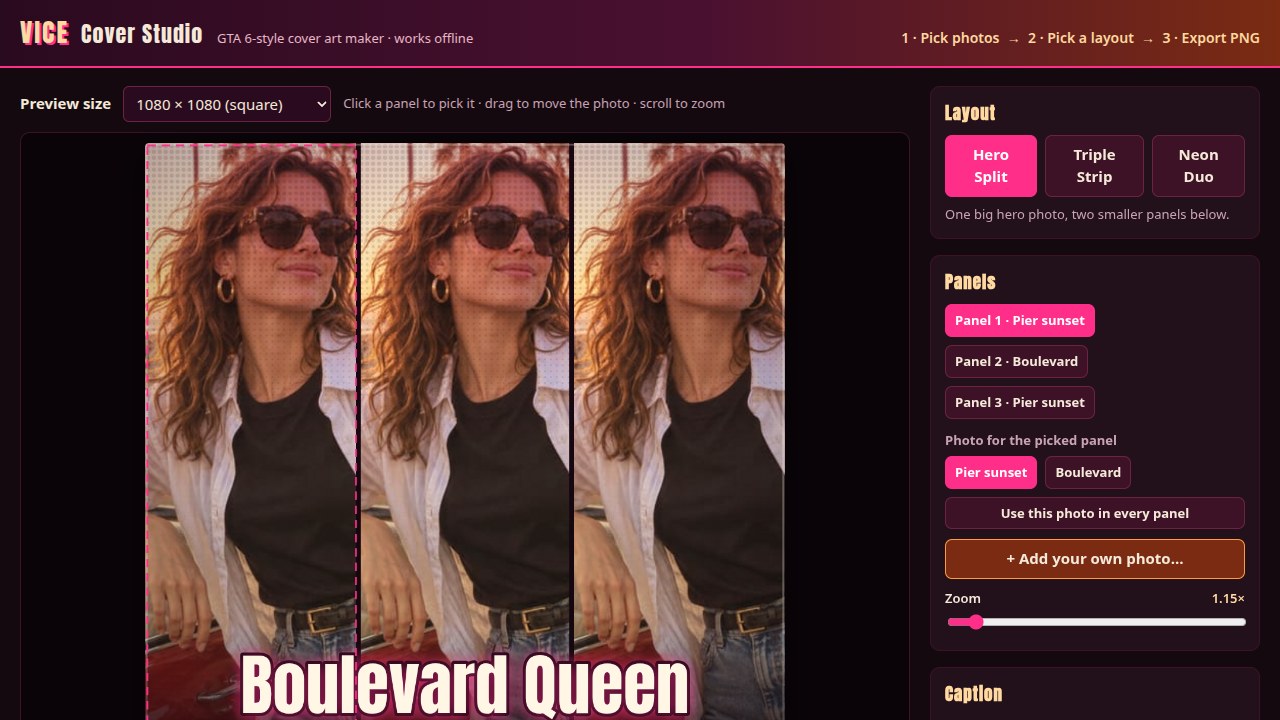 VICE Cover Studio GTA 6-style cover art maker · works offline
1 · Pick photos → 2 · Pick a layout → 3 · Export PNG
Preview size 1080 × 1080 (square) Click a panel to pick it · drag to move the photo · scroll to zoom
Boulevard Queen
Layout
Hero
Split
Triple
Strip
Neon
Duo
One big hero photo, two smaller panels below.
Panels
Panel 1 · Pier sunset
Panel 2 · Boulevard
Panel 3 · Pier sunset
Photo for the picked panel
Pier sunset
Boulevard
Use this photo in every panel
+ Add your own photo...
Zoom 1.15×
Caption